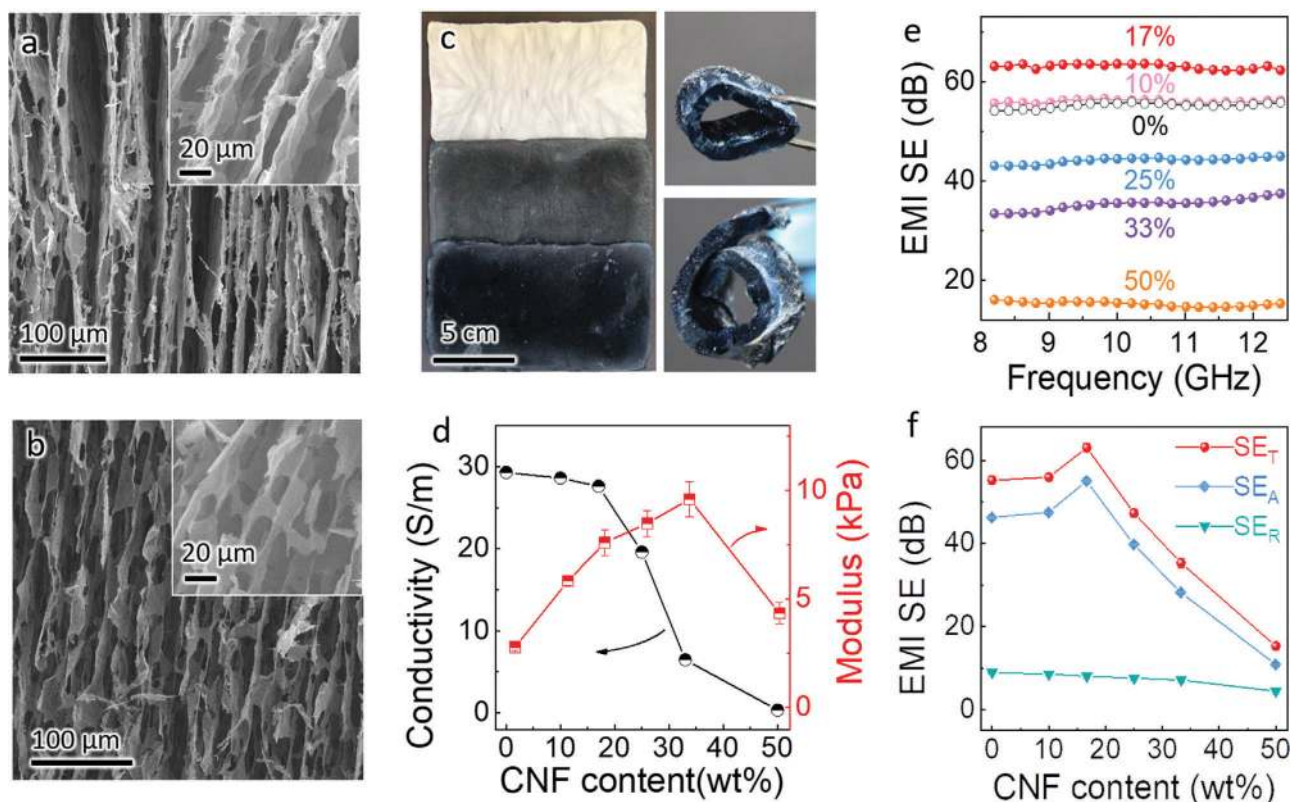 a
20 µm
100 µm
b
20 µm
100 µm
c
5 cm
d
Conductivity (S/m)
30
20
10
0
0 10 20 30 40 50
CNF content(wt%)
10
5
0
Modulus (kPa)
e
EMI SE (dB)
60
40
20
17%
10%
0%
25%
33%
50%
8 9 10 11 12
Frequency (GHz)
f
EMI SE (dB)
60
40
20
0
SE_T
SE_A
SE_R
0 10 20 30 40 50
CNF content (wt%)